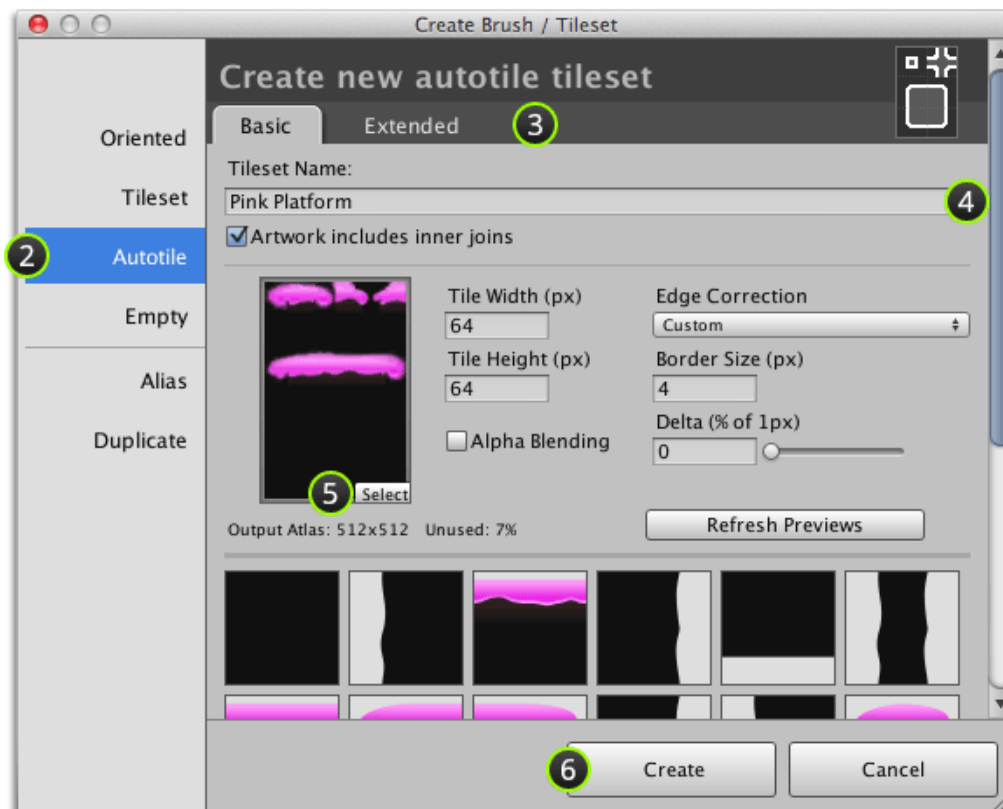 Create Brush / Tileset
Oriented
Tileset
2
Autotile
Empty
Alias
Duplicate
Create new autotile tileset
Basic
Extended
3
Tileset Name:
Pink Platform
4
Artwork includes inner joins
Tile Width (px)
64
Tile Height (px)
64
Alpha Blending
Edge Correction
Custom
Border Size (px)
4
Delta (% of 1px)
0
5
Select
Output Atlas: 512x512 Unused: 7%
Refresh Previews
6
Create
Cancel